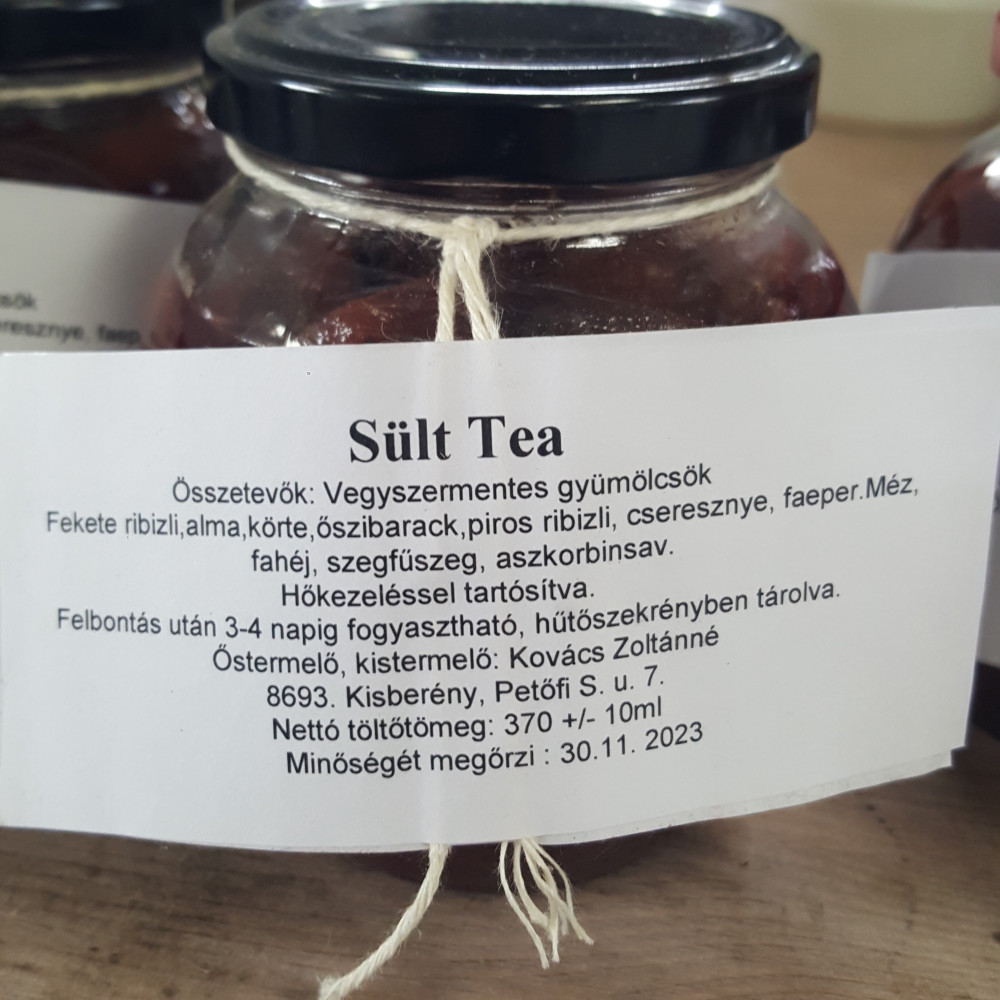 Sült Tea
Összetevők: Vegyszermentes gyümölcsök
Fekete ribizli,alma,körte,őszibarack,piros ribizli, cseresznye, faeper.Méz,
fahéj, szegfűszeg, aszkorbinsav.
Hőkezeléssel tartósítva.
Felbontás után 3-4 napig fogyasztható, hűtőszekrényben tárolva.
Őstermelő, kistermelő: Kovács Zoltánné
8693. Kisberény, Petőfi S. u. 7.
Nettó töltőtömeg: 370 +/- 10ml
Minőségét megőrzi : 30.11. 2023
faep